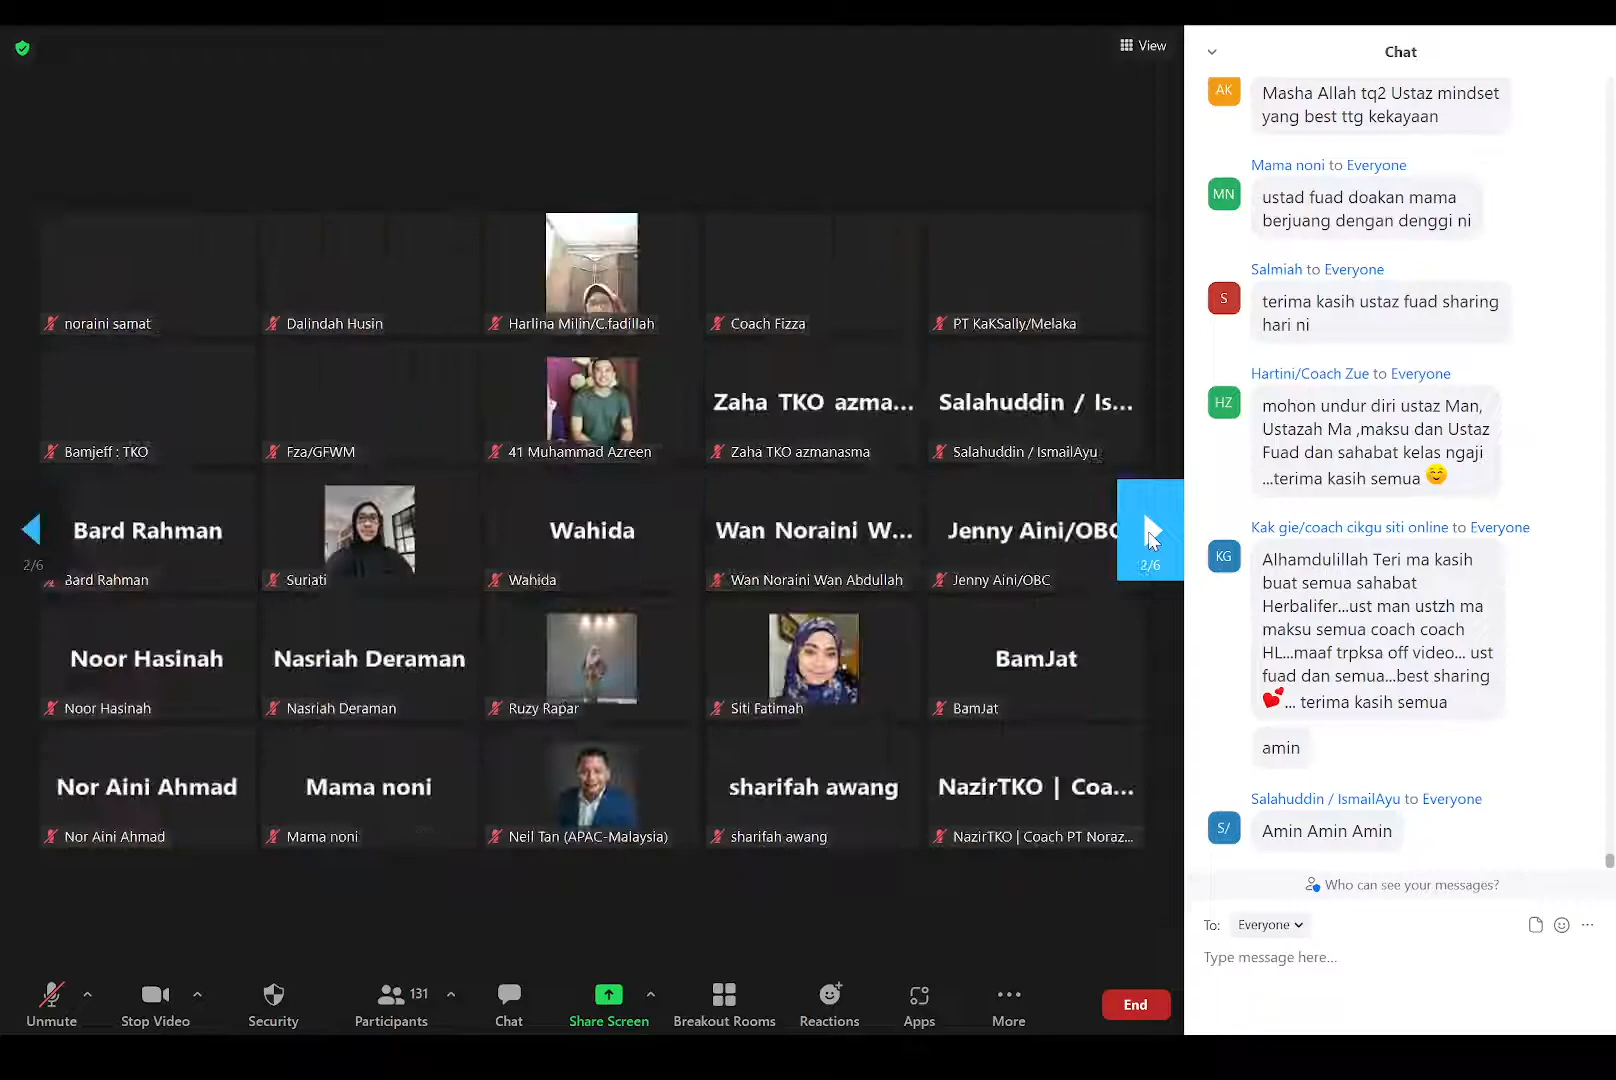 View
noraini samat
Dalindah Husin
Harlina Milin/C.fadillah
Coach Fizza
PT KaKSally/Melaka
Bamjeff : TKO
Fza/GFWM
41 Muhammad Azreen
Zaha TKO azma...
Zaha TKO azmanasma
Salahuddin / Is...
Salahuddin / IsmailAyu
2/6
Bard Rahman
Bard Rahman
Suriati
Wahida
Wahida
Wan Noraini W...
Wan Noraini Wan Abdullah
Jenny Aini/OBC
Jenny Aini/OBC
2/6
Noor Hasinah
Noor Hasinah
Nasriah Deraman
Nasriah Deraman
Ruzy Rapar
Siti Fatimah
BamJat
BamJat
Nor Aini Ahmad
Nor Aini Ahmad
Mama noni
Mama noni
Neil Tan (APAC-Malaysia)
sharifah awang
sharifah awang
NazirTKO | Coa...
NazirTKO | Coach PT Noraz...
Unmute
Stop Video
Security
131
Participants
Chat
Share Screen
Breakout Rooms
Reactions
Apps
More
End
Chat
AK
Masha Allah tq2 Ustaz mindset
yang best ttg kekayaan
Mama noni to Everyone
MN
ustad fuad doakan mama
berjuang dengan denggi ni
Salmiah to Everyone
S
terima kasih ustaz fuad sharing
hari ni
Hartini/Coach Zue to Everyone
HZ
mohon undur diri ustaz Man,
Ustazah Ma ,maksu dan Ustaz
Fuad dan sahabat kelas ngaji
...terima kasih semua 😊
Kak gie/coach cikgu siti online to Everyone
KG
Alhamdulillah Teri ma kasih
buat semua sahabat
Herbalifer...ust man ustzh ma
maksu semua coach coach
HL...maaf trpksa off video... ust
fuad dan semua...best sharing
💕... terima kasih semua
amin
Salahuddin / IsmailAyu to Everyone
S/
Amin Amin Amin
Who can see your messages?
To: Everyone
Type message here...